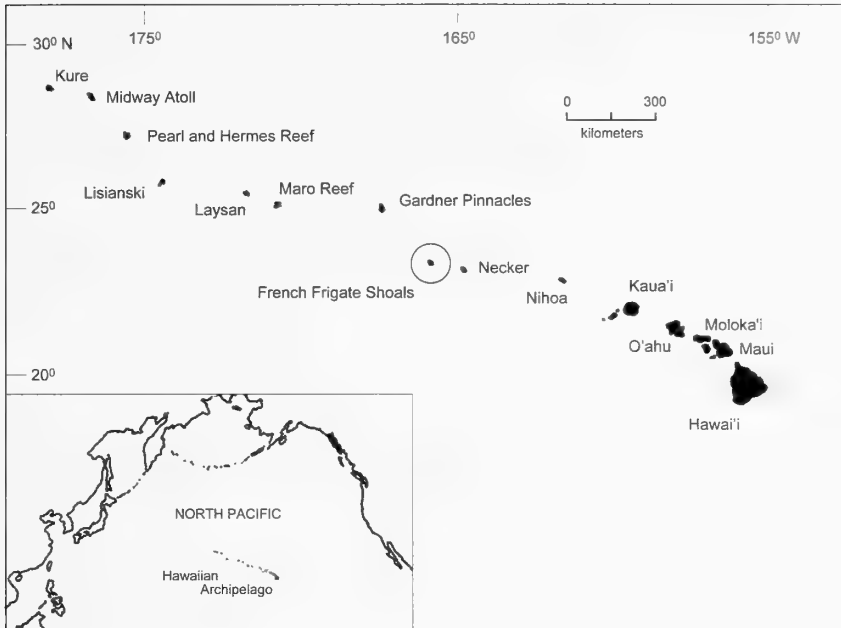 175⁰ 165⁰ 155⁰ W
30⁰ N
Kure
Midway Atoll
0 300
kilometers
Pearl and Hermes Reef
Lisianski
Laysan
Maro Reef
Gardner Pinnacles
25⁰
French Frigate Shoals
Necker
Nihoa
Kaua'i
O'ahu
Moloka'i
Maui
20⁰
Hawai'i
NORTH PACIFIC
Hawaiian
Archipelago